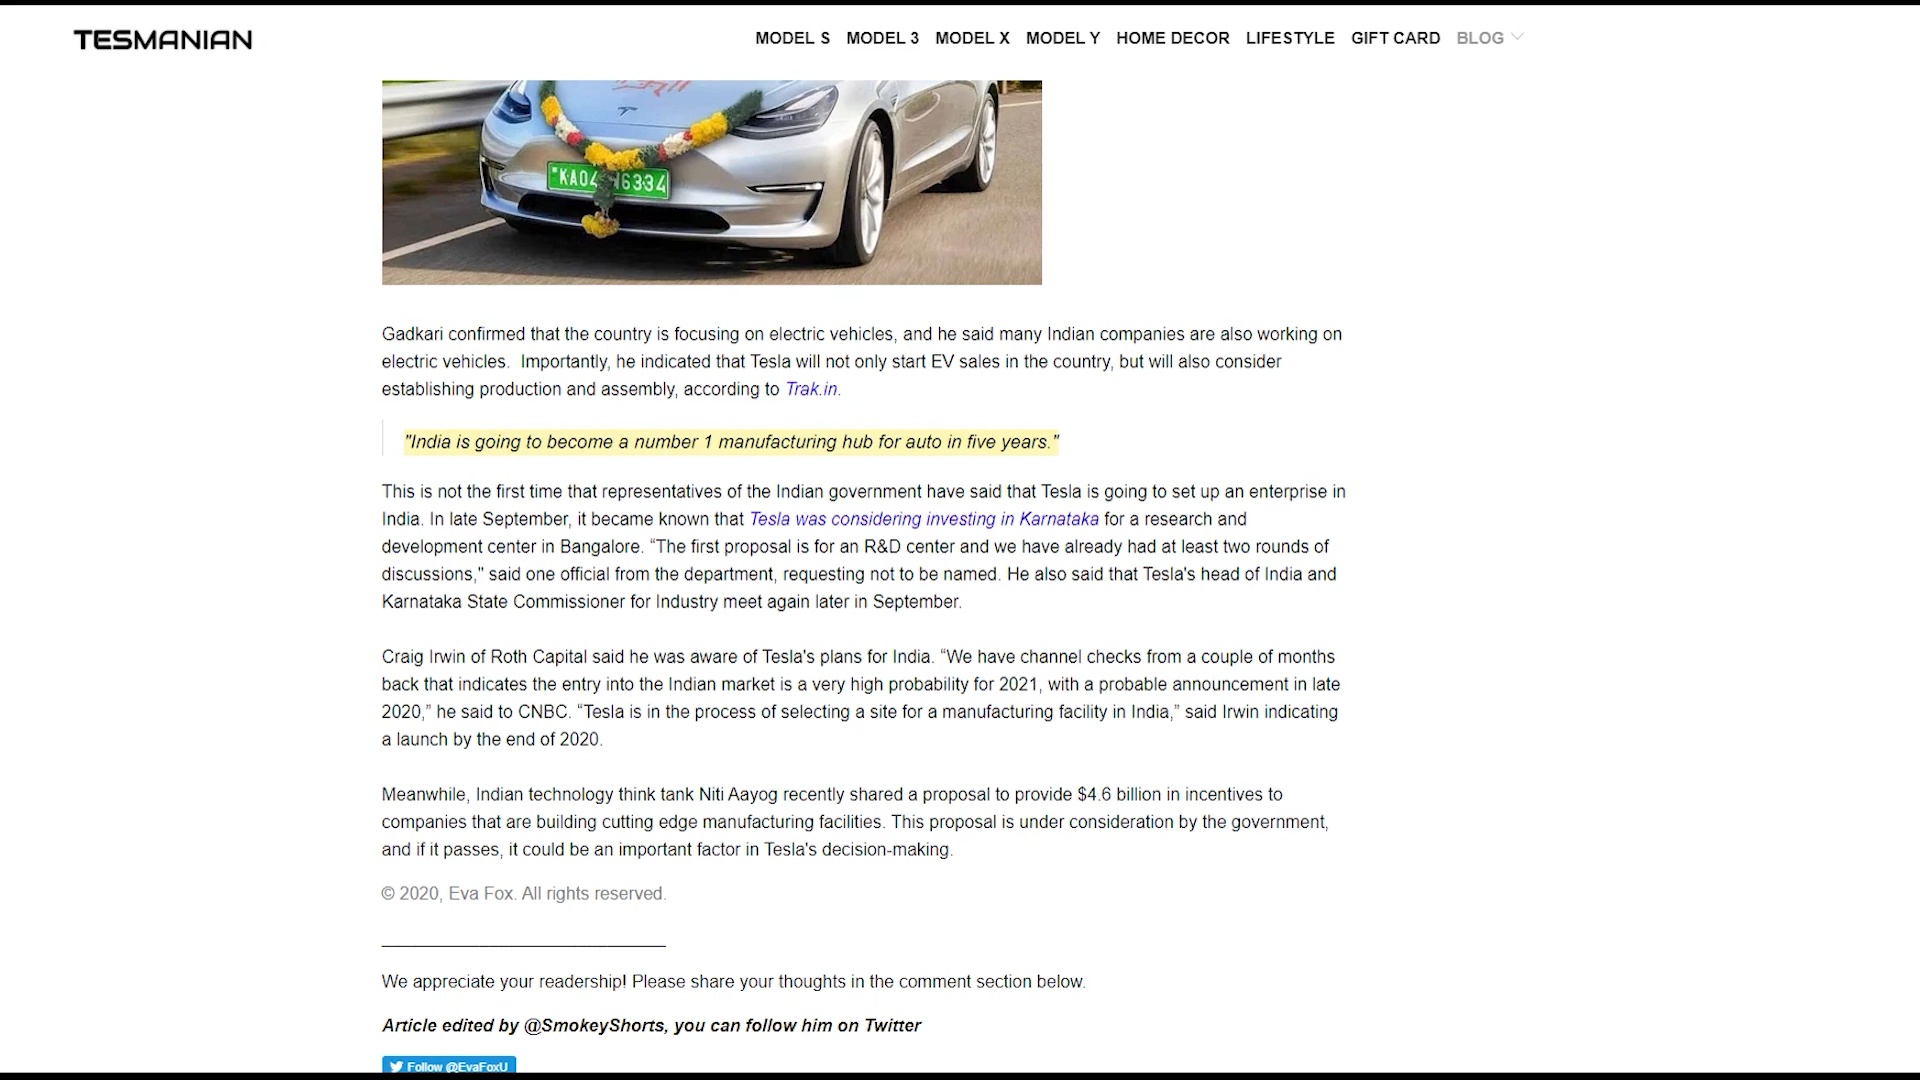 TESMANIAN
MODEL S MODEL 3 MODEL X MODEL Y HOME DECOR LIFESTYLE GIFT CARD BLOG
KA04 6334
Gadkari confirmed that the country is focusing on electric vehicles, and he said many Indian companies are also working on
electric vehicles. Importantly, he indicated that Tesla will not only start EV sales in the country, but will also consider
establishing production and assembly, according to Trak.in.
"India is going to become a number 1 manufacturing hub for auto in five years."
This is not the first time that representatives of the Indian government have said that Tesla is going to set up an enterprise in
India. In late September, it became known that Tesla was considering investing in Karnataka for a research and
development center in Bangalore. “The first proposal is for an R&D center and we have already had at least two rounds of
discussions," said one official from the department, requesting not to be named. He also said that Tesla's head of India and
Karnataka State Commissioner for Industry meet again later in September.
Craig Irwin of Roth Capital said he was aware of Tesla's plans for India. “We have channel checks from a couple of months
back that indicates the entry into the Indian market is a very high probability for 2021, with a probable announcement in late
2020,” he said to CNBC. “Tesla is in the process of selecting a site for a manufacturing facility in India,” said Irwin indicating
a launch by the end of 2020.
Meanwhile, Indian technology think tank Niti Aayog recently shared a proposal to provide $4.6 billion in incentives to
companies that are building cutting edge manufacturing facilities. This proposal is under consideration by the government,
and if it passes, it could be an important factor in Tesla's decision-making.
© 2020, Eva Fox. All rights reserved.
We appreciate your readership! Please share your thoughts in the comment section below.
Article edited by @SmokeyShorts, you can follow him on Twitter
Follow @EvaFoxU